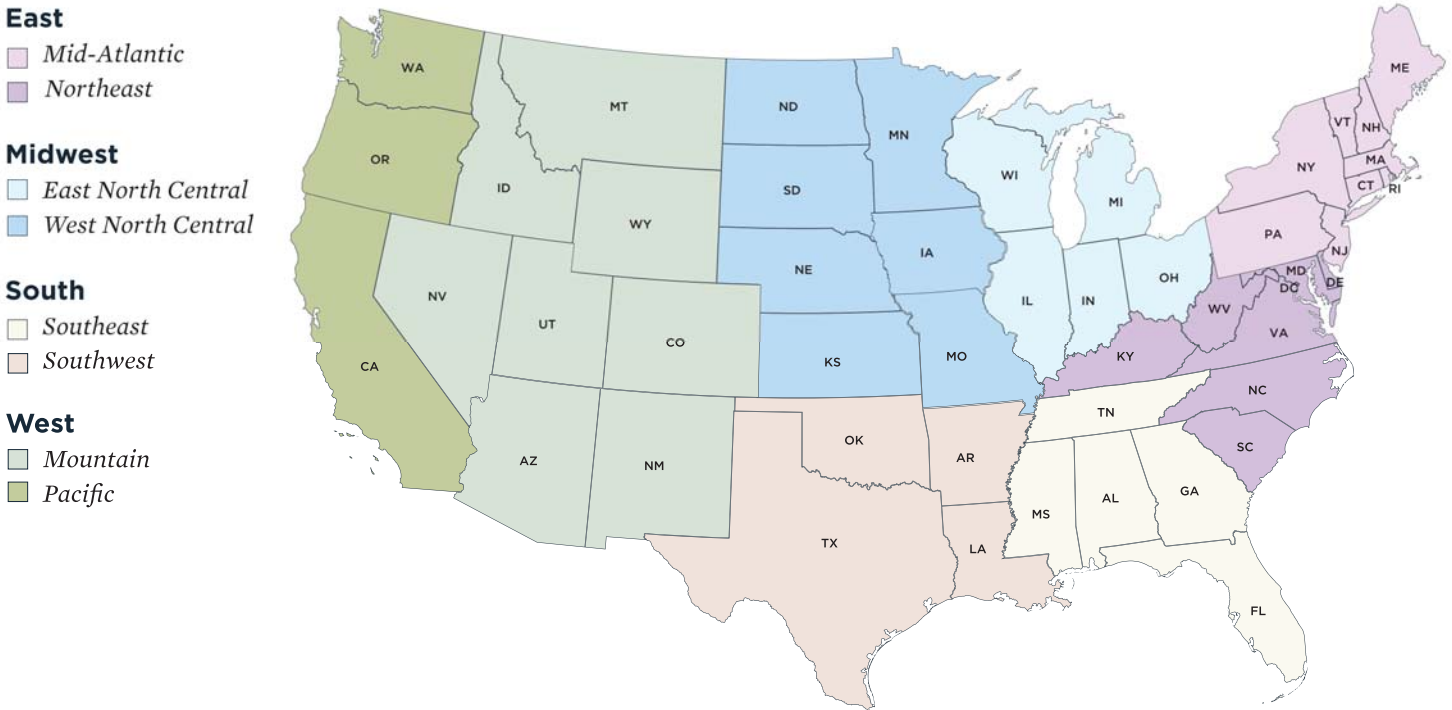 East
Mid-Atlantic
Northeast
Midwest
East North Central
West North Central
South
Southeast
Southwest
West
Mountain
Pacific
WA
OR
CA
ID
NV
MT
WY
UT
CO
AZ
NM
ND
SD
NE
KS
MN
IA
MO
WI
MI
IL
IN
OH
OK
TX
AR
LA
KY
TN
MS
AL
GA
FL
SC
NC
VA
WV
MD
DC
DE
PA
NJ
NY
CT
RI
MA
VT
NH
ME